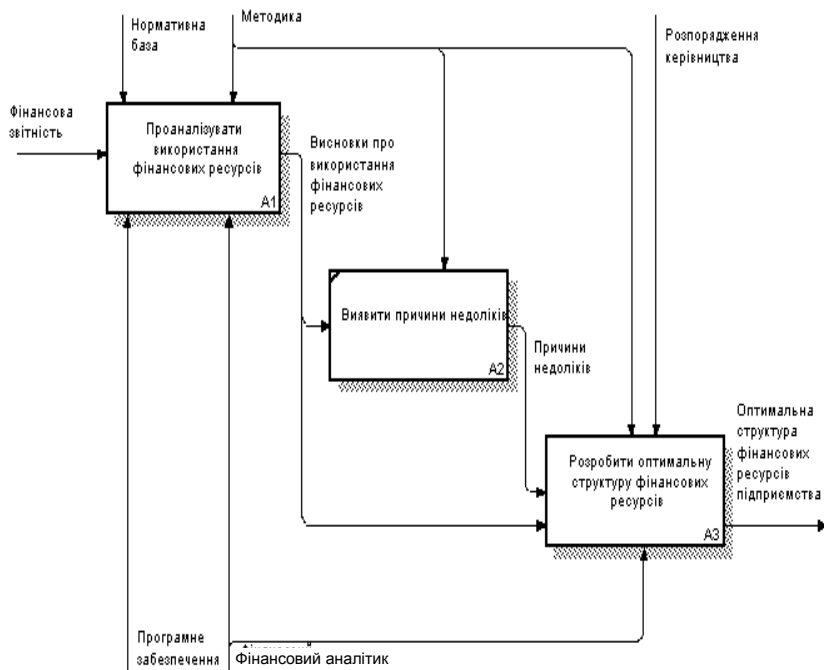 Нормативна
база
Методика
Розпорядження
керівництва
Фінансова
звітність
Проаналізувати
використання
фінансових ресурсів
A1
Висновки про
використання
фінансових
ресурсів
Виявити причини недоліків
A2
Причини
недоліків
Розробити оптимальну
структуру фінансових
ресурсів
A3
Оптимальна
структура
фінансових
ресурсів
підприємства
Програмне
забезпечення
Фінансовий аналітик